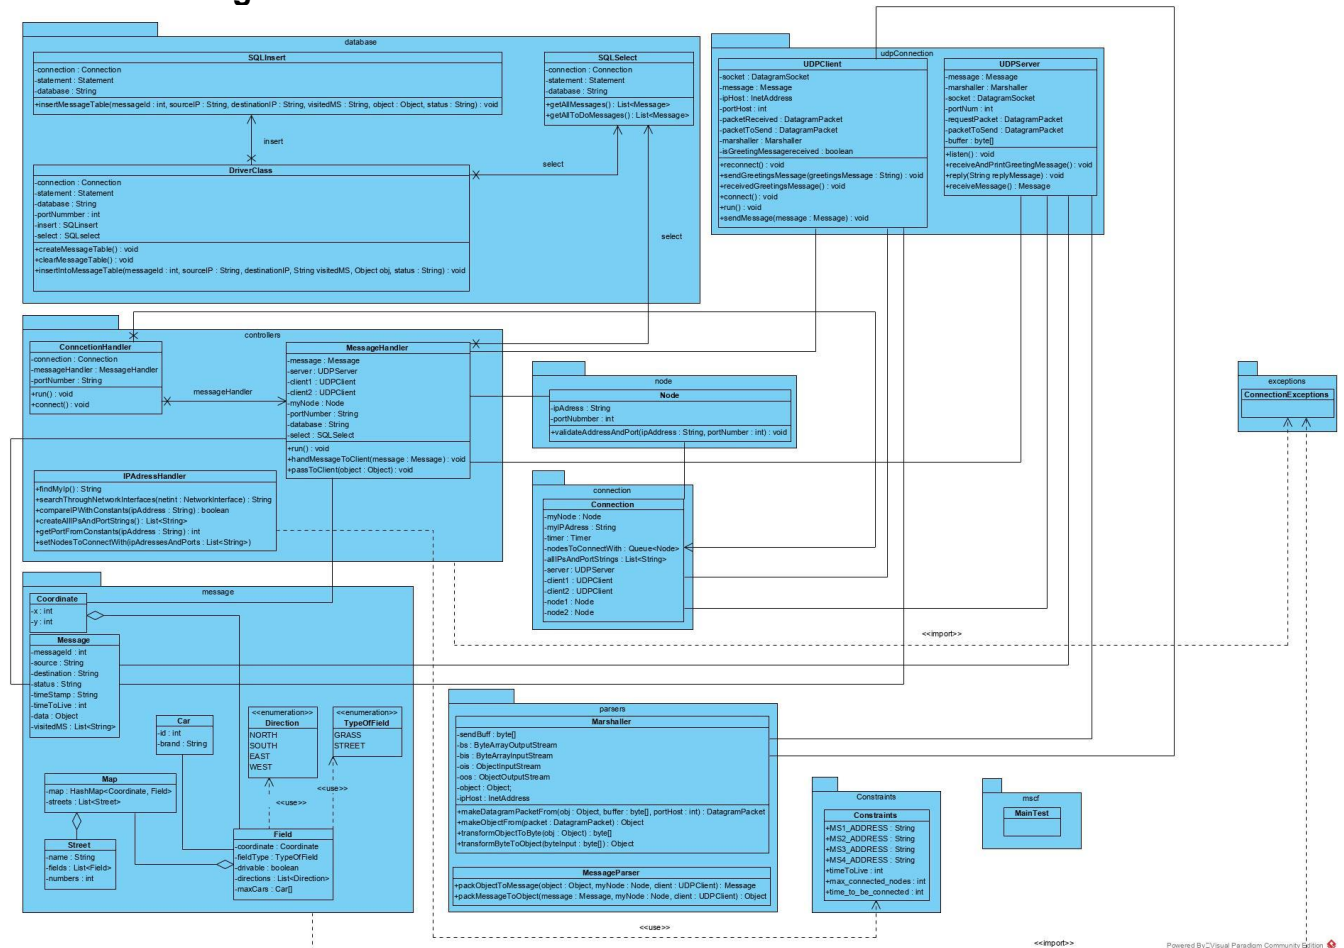 database
SQLInsert
-connection : Connection
-statement : Statement
-database : String
+insertMessageTable(messageId : int, sourceIP : String, destinationIP : String, visitedMS : String, object : Object, status : String) : void
SQLSelect
-connection : Connection
-statement : Statement
-database : String
+getAllMessages() : List<Message>
+getAllToDoMessages() : List<Message>
insert
select
select
DriverClass
-connection : Connection
-statement : Statement
-database : String
-portNummber : int
-insert : SQLinsert
-select : SQLselect
+createMessageTable() : void
+clearMessageTable() : void
+insertIntoMessageTable(messageId : int, sourceIP : String, destinationIP, String visitedMS, Object obj, status : String) : void
udpConnection
UDPClient
-socket : DatagramSocket
-message : Message
-ipHost : InetAddress
-portHost : int
-packetReceived : DatagramPacket
-packetToSend : DatagramPacket
-marshaller : Marshaller
-isGreetingMessagereceived : boolean
+reconnect() : void
+sendGreetingsMessage(greetingsMessage : String) : void
+receivedGreetingsMessage() : void
+connect() : void
+run() : void
+sendMessage(message : Message) : void
UDPServer
-message : Message
-marshaller : Marshaller
-socket : DatagramSocket
-portNum : int
-requestPacket : DatagramPacket
-packetToSend : DatagramPacket
-buffer : byte[]
+listen() : void
+receiveAndPrintGreetingMessage() : void
+reply(String replyMessage) : void
+receiveMessage() : Message
controllers
ConncetionHandler
-connection : Connection
-messageHandler : MessageHandler
-portNumber : String
+run() : void
+connect() : void
messageHandler
MessageHandler
-message : Message
-server : UDPServer
-client1 : UDPClient
-client2 : UDPClient
-myNode : Node
-portNumber : String
-database : String
-select : SQLSelect
+run() : void
+handMessageToClient(message : Message) : void
+passToClient(object : Object) : void
IPAdressHandler
+findMyIp() : String
+searchThroughNetworkInterfaces(netint : NetworkInterface) : String
+compareIPWithConstants(ipAddress : String) : boolean
+createAllIPsAndPortStrings() : List<String>
+getPortFromConstants(ipAddress : String) : int
+setNodesToConnectWith(ipAdressesAndPorts : List<String>)
node
Node
-ipAdress : String
-portNubmber : int
+validateAddressAndPort(ipAddress : String, portNumber : int) : void
connection
Connection
-myNode : Node
-myIPAdress : String
-timer : Timer
-nodesToConnectWith : Queue<Node>
-allIPsAndPortStrings : List<String>
-server : UDPServer
-client1 : UDPClient
-client2 : UDPClient
-node1 : Node
-node2 : Node
exceptions
ConnectionExceptions
<<import>>
message
Coordinate
-x : int
-y : int
Message
-messageId : int
-source : String
-destination : String
-status : String
-timeStamp : String
-timeToLive : int
-data : Object
-visitedMS : List<String>
Car
-id : int
-brand : String
<<enumeration>>
Direction
NORTH
SOUTH
EAST
WEST
<<enumeration>>
TypeOfField
GRASS
STREET
<<use>>
<<use>>
Map
-map : HashMap<Coordinate, Field>
-streets : List<Street>
Street
-name : String
-fields : List<Field>
-numbers : int
Field
-coordinate : Coordinate
-fieldType : TypeOfField
-drivable : boolean
-directions : List<Direction>
-maxCars : Car[]
parsers
Marshaller
-sendBuff : byte[]
-bs : ByteArrayOutputStream
-bis : ByteArrayInputStream
-ois : ObjectInputStream
-oos : ObjectOutputStream
-object : Object;
-ipHost : InetAddress
+makeDatagramPacketFrom(obj : Object, buffer : byte[], portHost : int) : DatagramPacket
+makeObjectFrom(packet : DatagramPacket) : Object
+transformObjectToByte(obj : Object) : byte[]
+transformByteToObject(byteInput : byte[]) : Object
MessageParser
+packObjectToMessage(object : Object, myNode : Node, client : UDPClient) : Message
+packMessageToObject(message : Message, myNode : Node, client : UDPClient) : Object
Constraints
Constraints
+MS1_ADDRESS : String
+MS2_ADDRESS : String
+MS3_ADDRESS : String
+MS4_ADDRESS : String
+timeToLive : int
+max_connected_nodes : int
+time_to_be_connected : int
mscf
MainTest
<<use>>
<<import>>
Powered By Visual Paradigm Community Edition